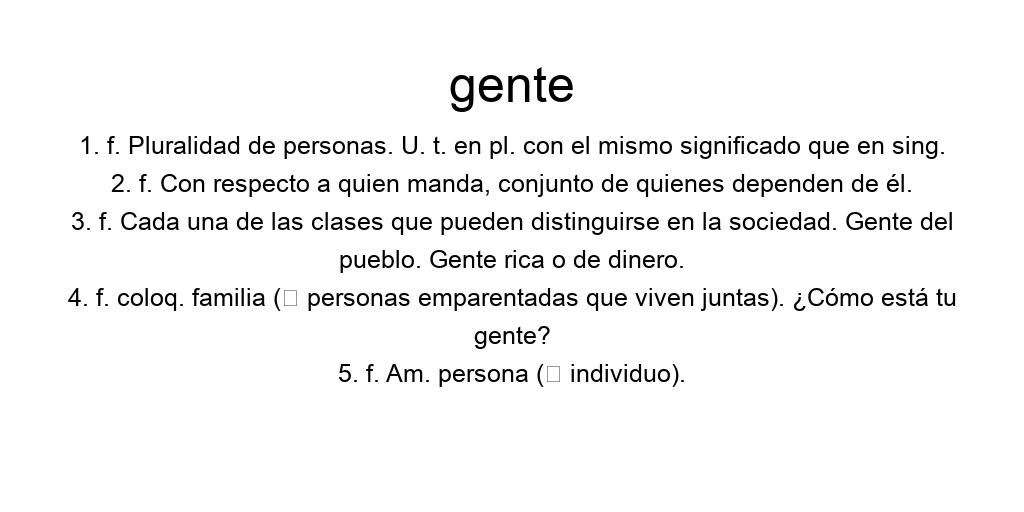 gente
1. f. Pluralidad de personas. U. t. en pl. con el mismo significado que en sing.
2. f. Con respecto a quien manda, conjunto de quienes dependen de él.
3. f. Cada una de las clases que pueden distinguirse en la sociedad. Gente del
pueblo. Gente rica o de dinero.
4. f. coloq. familia (□ personas emparentadas que viven juntas). ¿Cómo está tu
gente?
5. f. Am. persona (□ individuo).